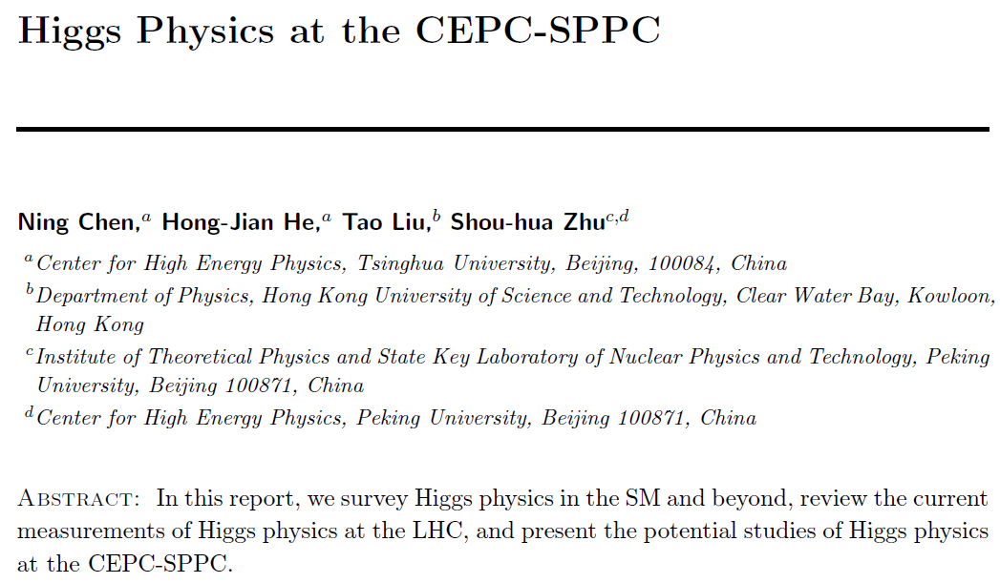 Higgs Physics at the CEPC-SPPC
Ning Chen,a Hong-Jian He,a Tao Liu,b Shou-hua Zhuc,d
a Center for High Energy Physics, Tsinghua University, Beijing, 100084, China
b Department of Physics, Hong Kong University of Science and Technology, Clear Water Bay, Kowloon,
Hong Kong
c Institute of Theoretical Physics and State Key Laboratory of Nuclear Physics and Technology, Peking
University, Beijing 100871, China
d Center for High Energy Physics, Peking University, Beijing 100871, China
Abstract: In this report, we survey Higgs physics in the SM and beyond, review the current
measurements of Higgs physics at the LHC, and present the potential studies of Higgs physics
at the CEPC-SPPC.